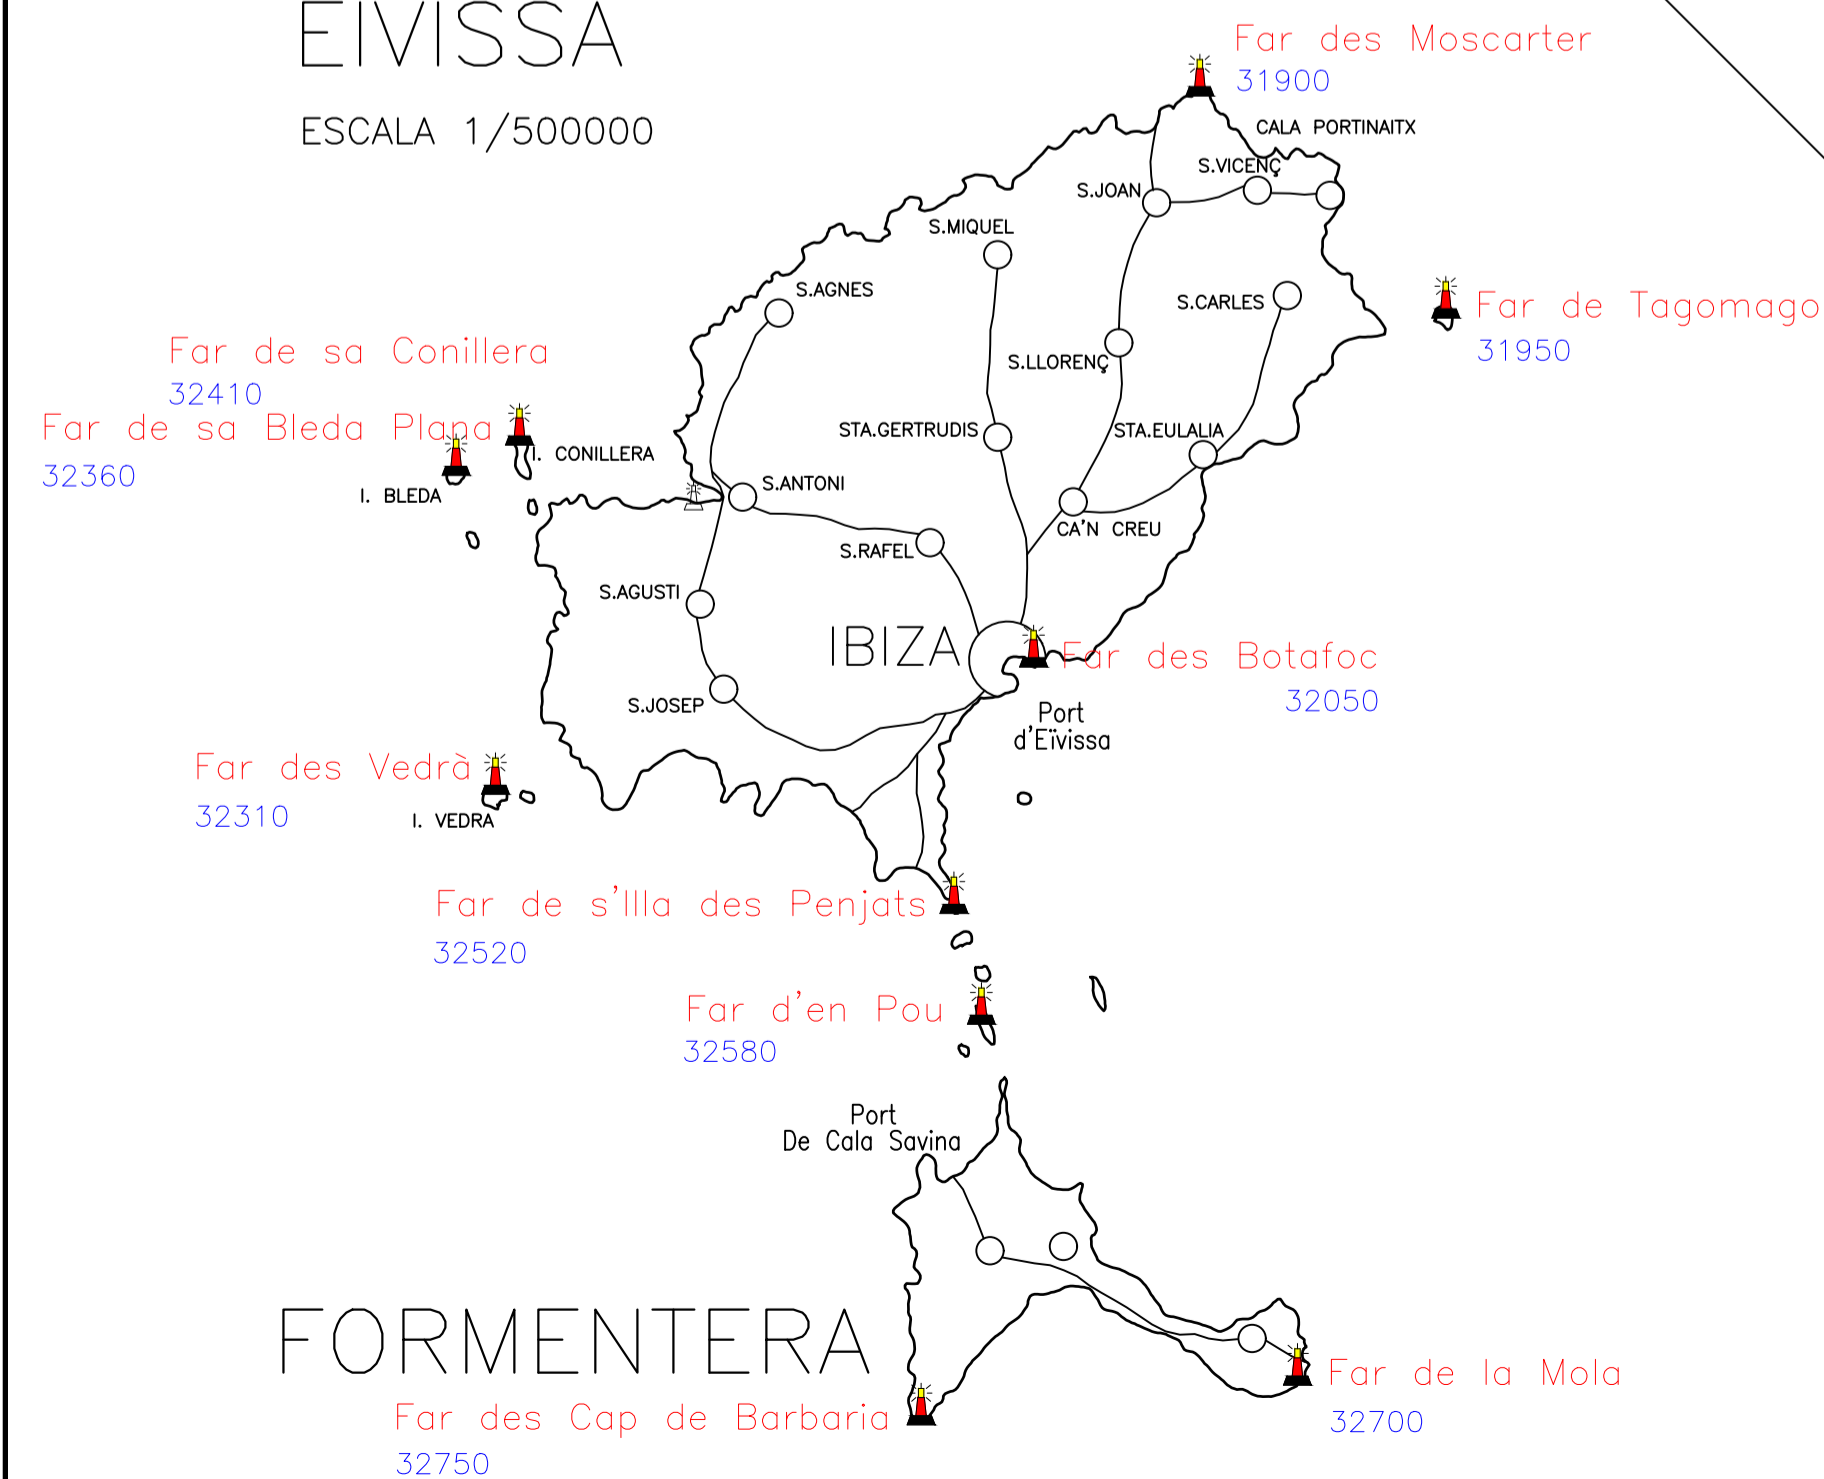 EIVISSA
Far des Moscarter
31900
ESCALA 1/500000
CALA PORTINAITX
S.VICENÇ
S.JOAN
S.MIQUEL
S.AGNES
S.CARLES
Far de Tagomago
31950
Far de sa Conillera
32410
S.LLORENÇ
Far de sa Bleda Plana
32360
STA.GERTRUDIS
STA.EULALIA
I. CONILLERA
I. BLEDA
S.ANTONI
CA'N CREU
S.RAFEL
S.AGUSTI
IBIZA
Far des Botafoc
32050
S.JOSEP
Port
d'Eïvissa
Far des Vedrà
32310
I. VEDRA
Far de s'Illa des Penjats
32520
Far d'en Pou
32580
Port
De Cala Savina
FORMENTERA
Far de la Mola
32700
Far des Cap de Barbaria
32750